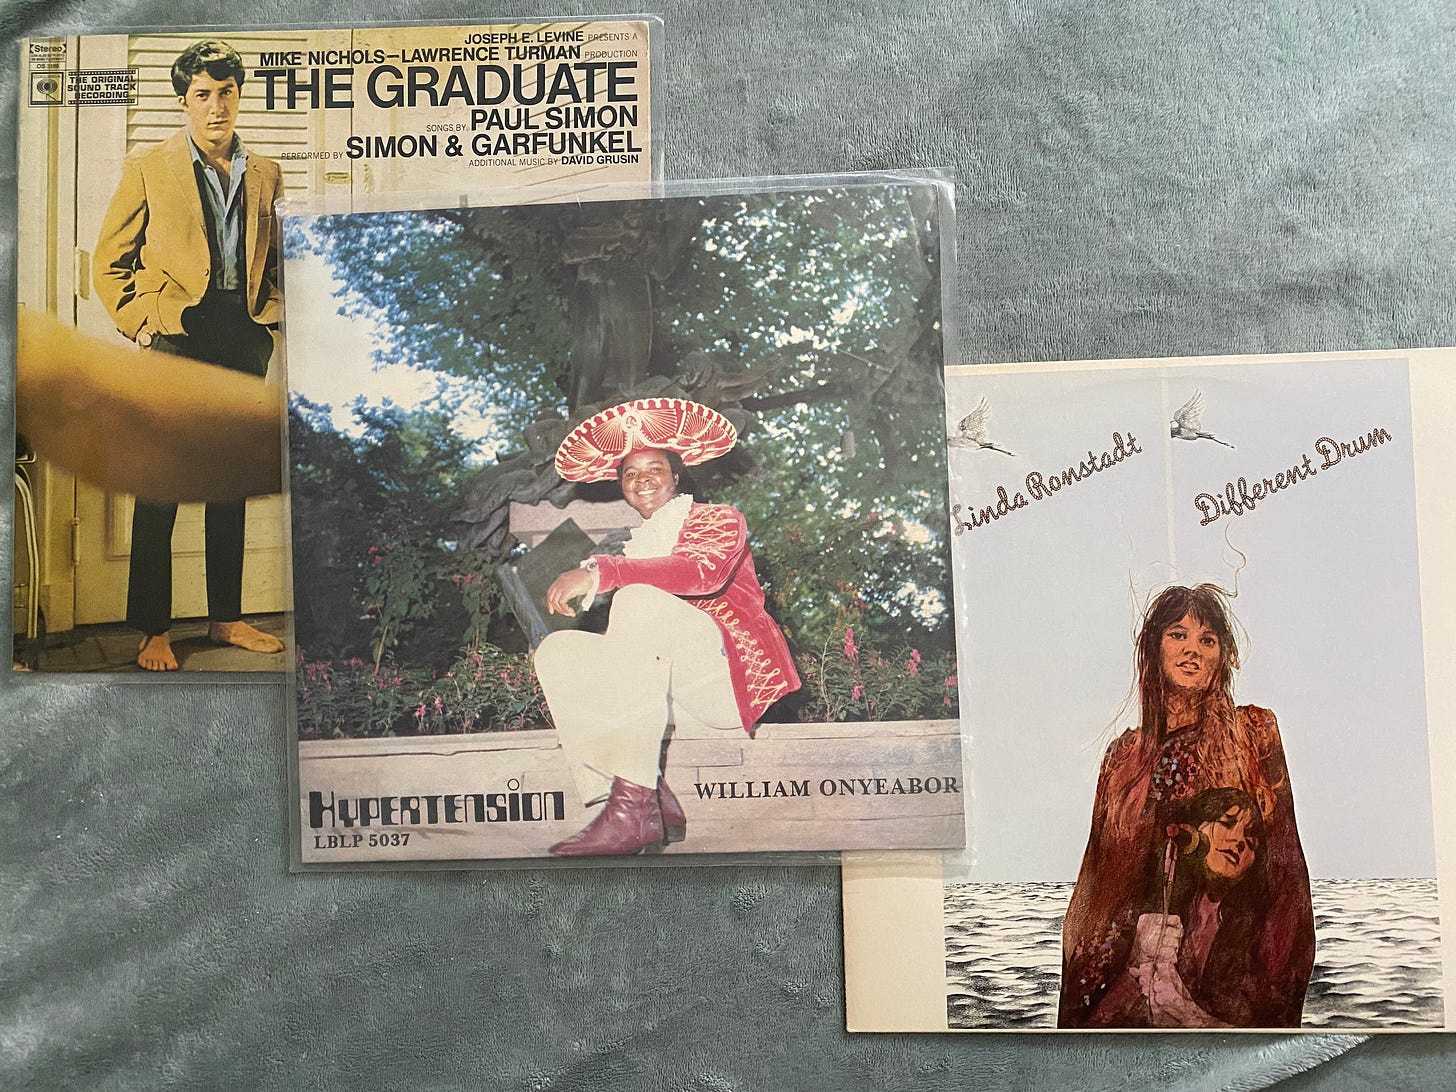 Stereo
OS 3180
THE ORIGINAL
SOUND TRACK
RECORDING
JOSEPH E. LEVINE PRESENTS A
MIKE NICHOLS–LAWRENCE TURMAN PRODUCTION
THE GRADUATE
SONGS BY PAUL SIMON
PERFORMED BY SIMON & GARFUNKEL
ADDITIONAL MUSIC BY DAVID GRUSIN
HYPERTENSION
LBLP 5037
WILLIAM ONYEABOR
Linda Ronstadt
Different Drum